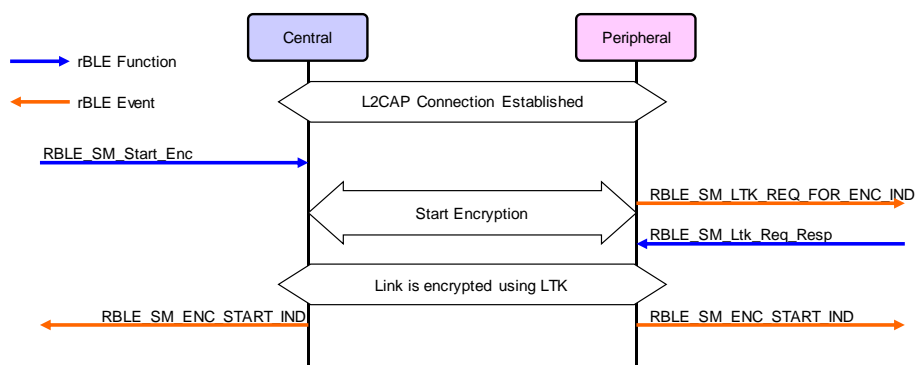 Central
Peripheral
rBLE Function
rBLE Event
L2CAP Connection Established
RBLE_SM_Start_Enc
RBLE_SM_LTK_REQ_FOR_ENC_IND
Start Encryption
RBLE_SM_Ltk_Req_Resp
Link is encrypted using LTK
RBLE_SM_ENC_START_IND
RBLE_SM_ENC_START_IND